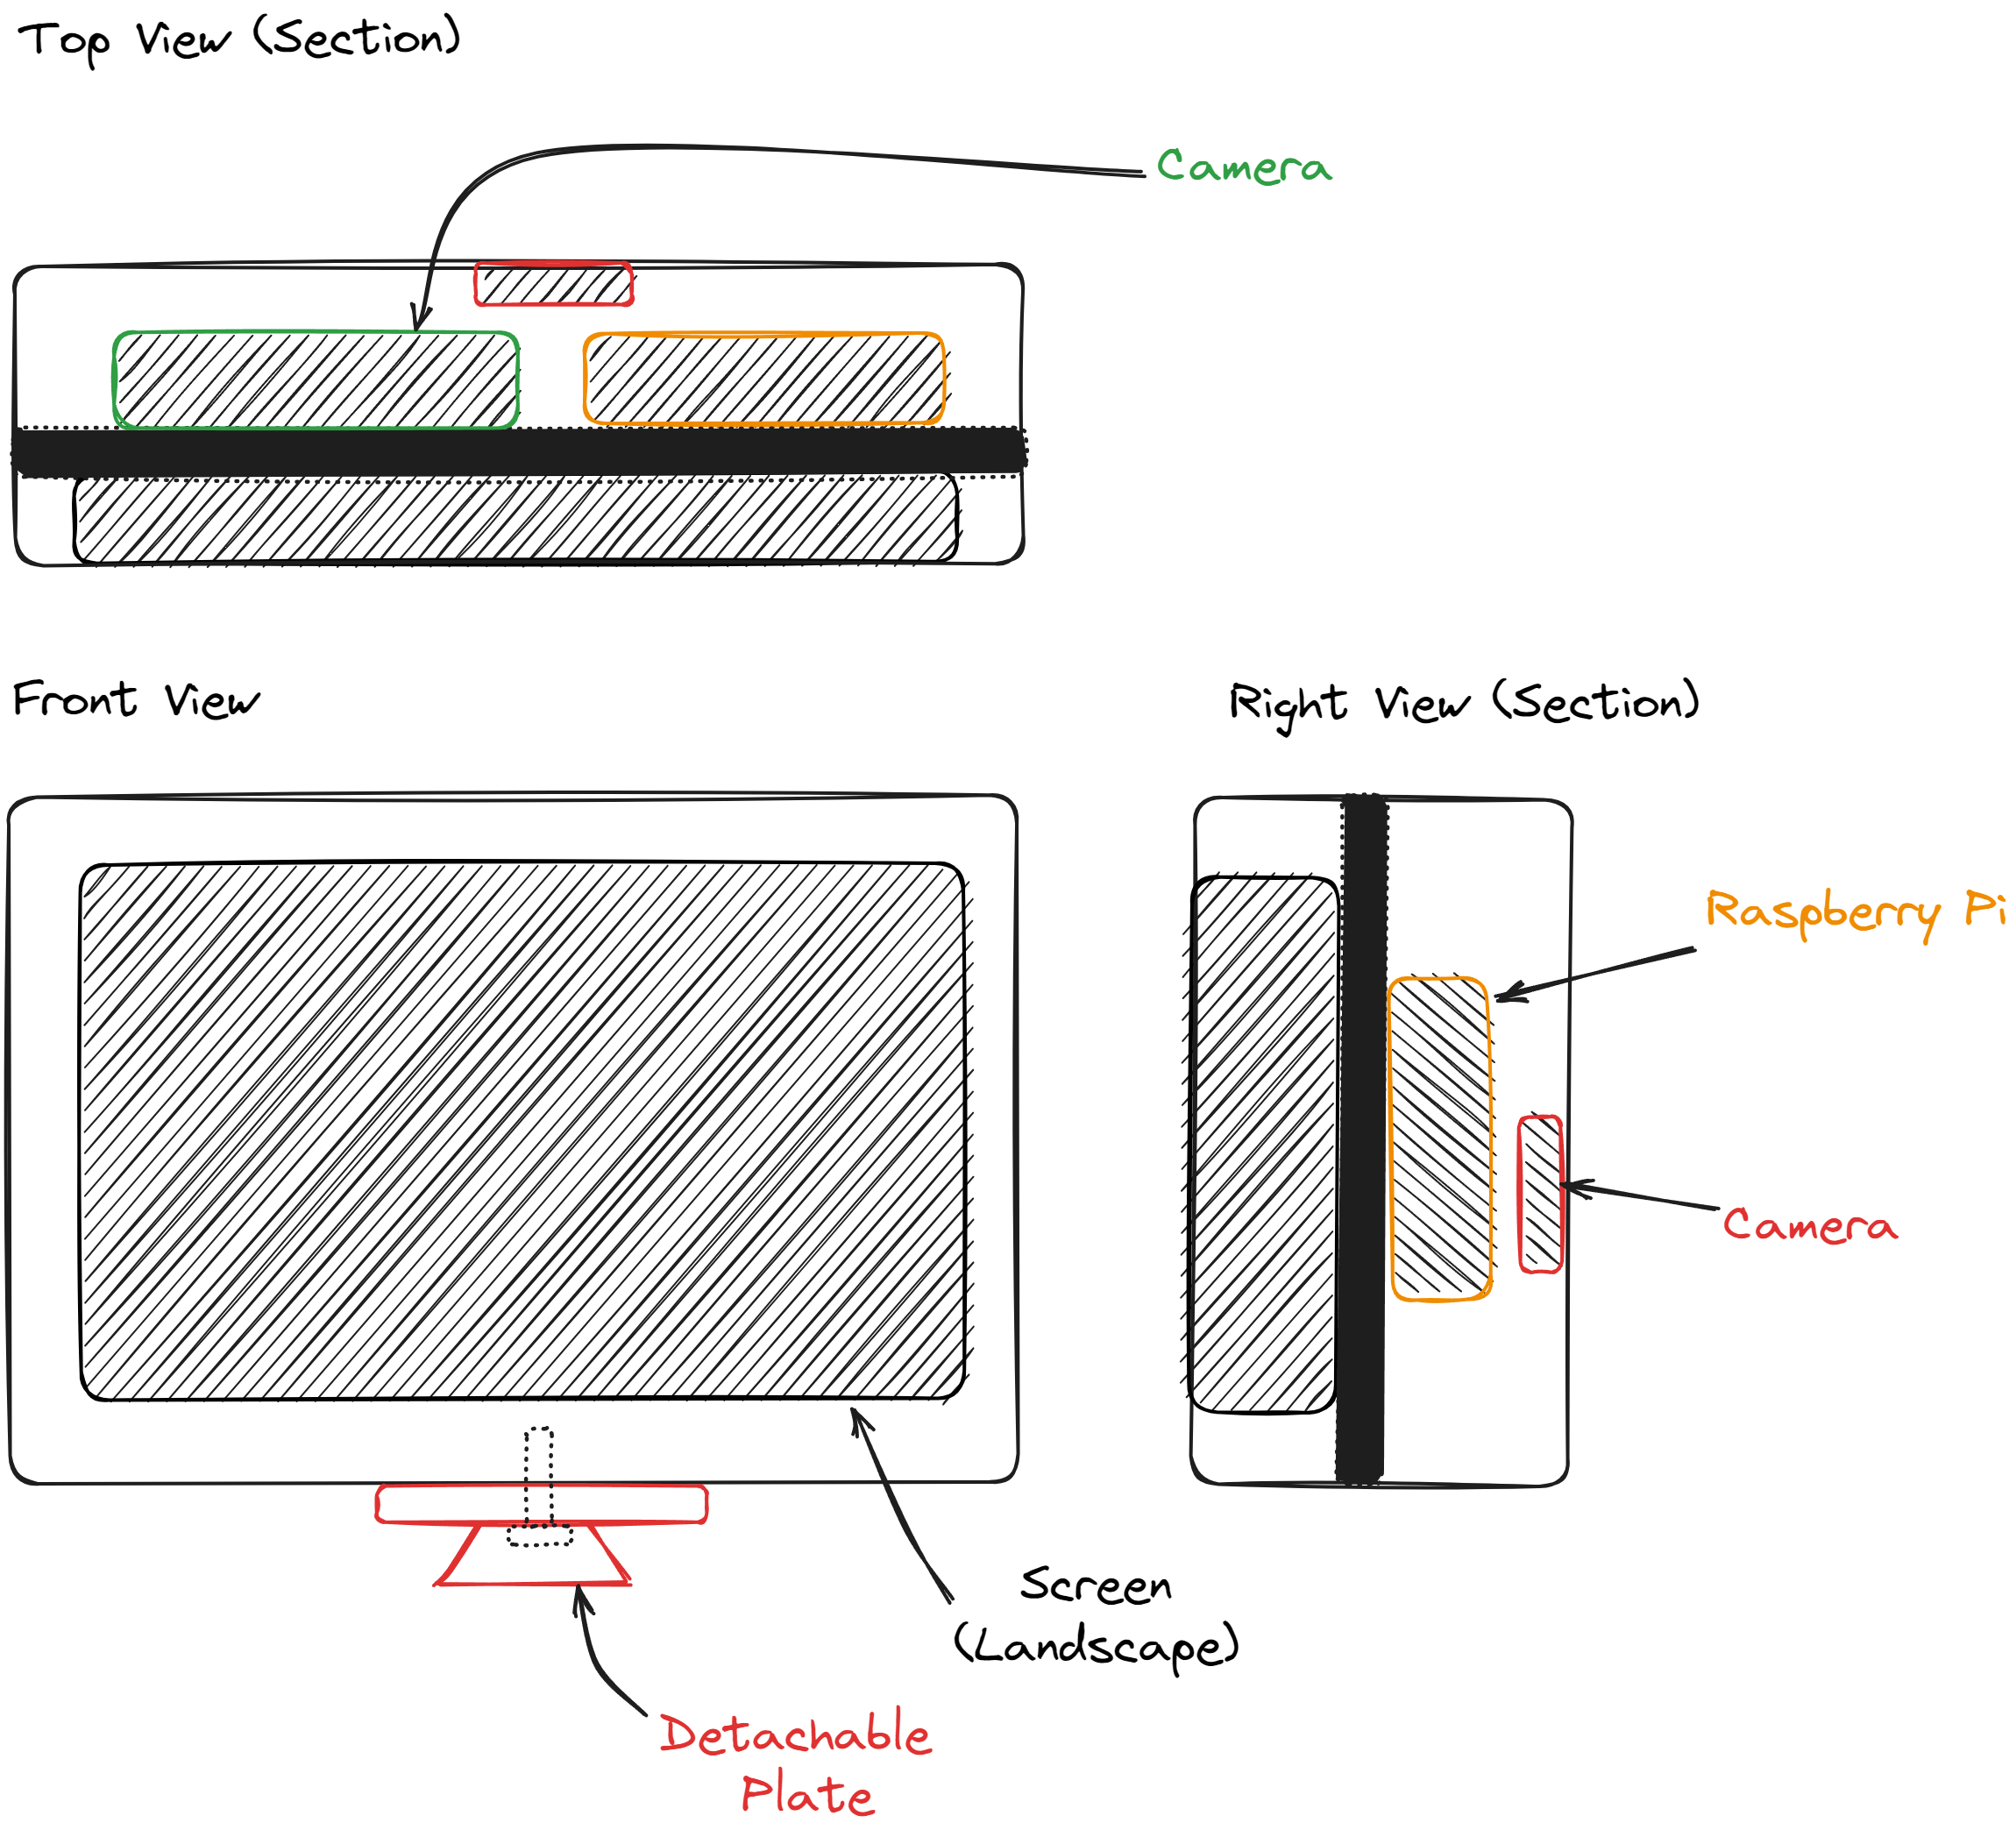 Top View (Section)
Camera
Front View
Right View (Section)
Raspberry Pi
Camera
Screen
(Landscape)
Detachable
Plate